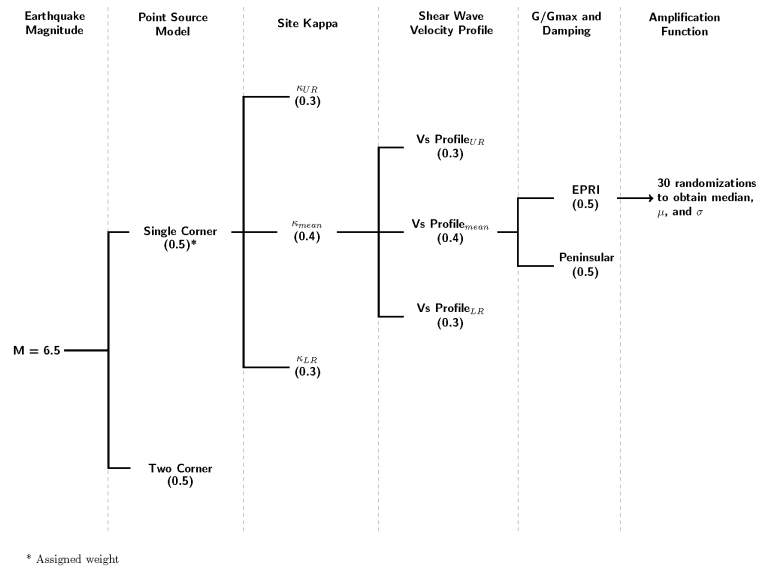 Earthquake
Magnitude
Point Source
Model
Site Kappa
Shear Wave
Velocity Profile
G/Gmax and
Damping
Amplification
Function
κUR
(0.3)
Vs ProfileUR
(0.3)
EPRI
(0.5)
30 randomizations
to obtain median,
μ, and σ
Single Corner
(0.5)*
κmean
(0.4)
Vs Profilemean
(0.4)
Peninsular
(0.5)
Vs ProfileLR
(0.3)
M = 6.5
κLR
(0.3)
Two Corner
(0.5)
* Assigned weight